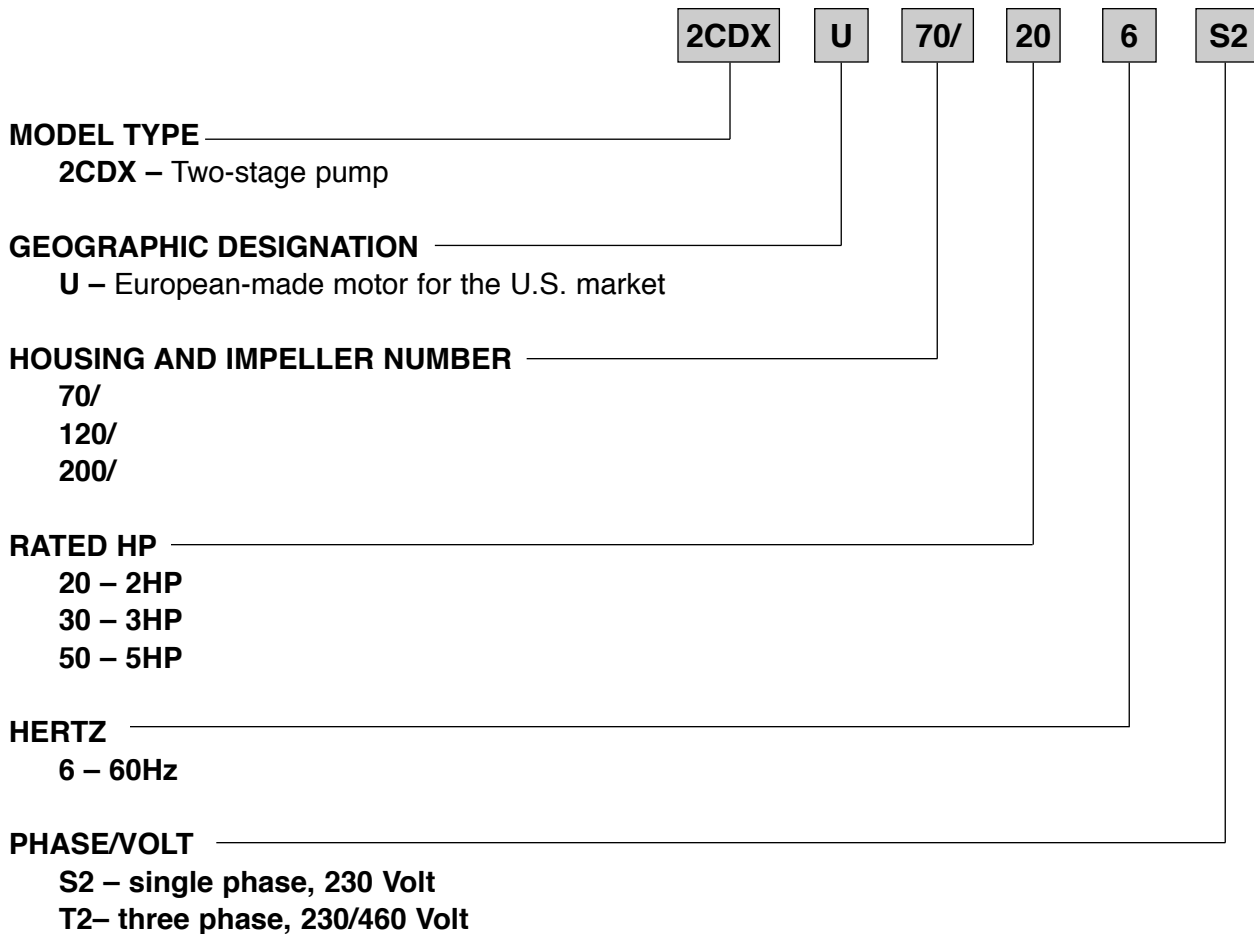 2CDX U 70/ 20 6 S2
MODEL TYPE
2CDX – Two-stage pump
GEOGRAPHIC DESIGNATION
U – European-made motor for the U.S. market
HOUSING AND IMPELLER NUMBER
70/
120/
200/
RATED HP
20 – 2HP
30 – 3HP
50 – 5HP
HERTZ
6 – 60Hz
PHASE/VOLT
S2 – single phase, 230 Volt
T2– three phase, 230/460 Volt